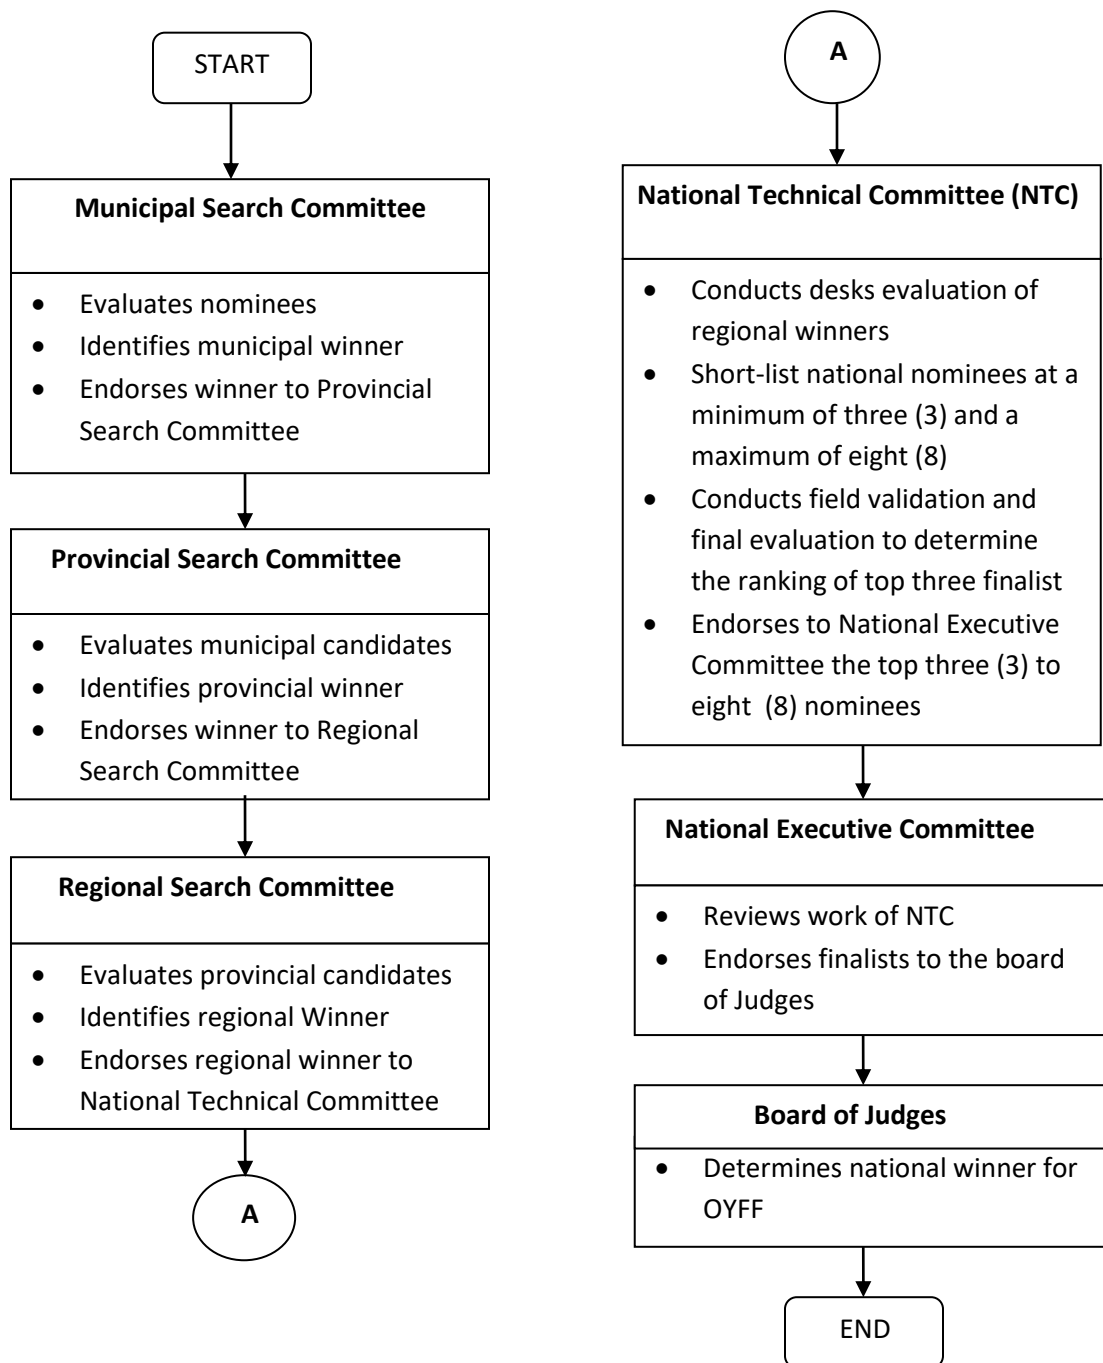 START
Municipal Search Committee
• Evaluates nominees
• Identifies municipal winner
• Endorses winner to Provincial
Search Committee
Provincial Search Committee
• Evaluates municipal candidates
• Identifies provincial winner
• Endorses winner to Regional
Search Committee
Regional Search Committee
• Evaluates provincial candidates
• Identifies regional Winner
• Endorses regional winner to
National Technical Committee
A
A
National Technical Committee (NTC)
• Conducts desks evaluation of
regional winners
• Short-list national nominees at a
minimum of three (3) and a
maximum of eight (8)
• Conducts field validation and
final evaluation to determine
the ranking of top three finalist
• Endorses to National Executive
Committee the top three (3) to
eight  (8) nominees
National Executive Committee
• Reviews work of NTC
• Endorses finalists to the board
of Judges
Board of Judges
• Determines national winner for
OYFF
END